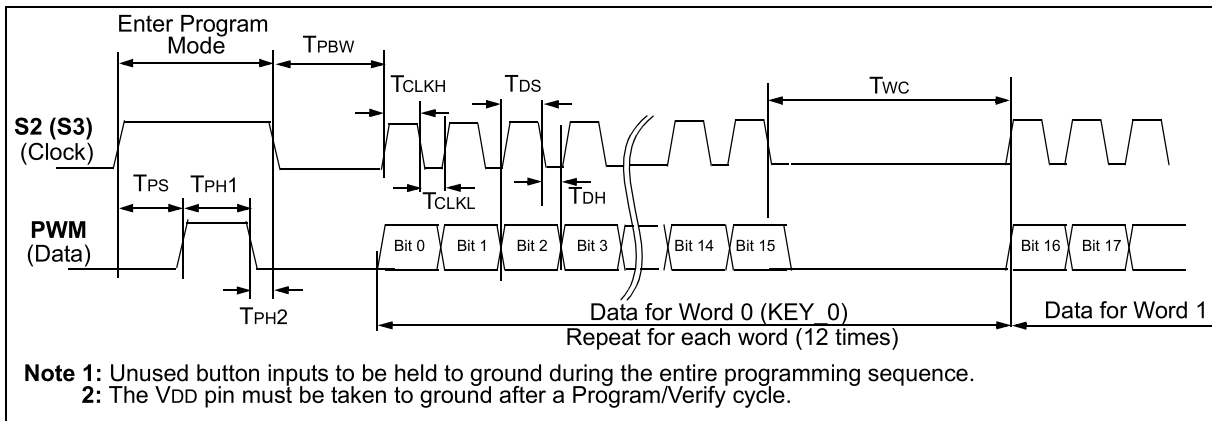 Enter Program
Mode
TPBW
TCLKH
TDS
TWC
S2 (S3)
(Clock)
TPS
TPH1
TCLKL
TDH
PWM
(Data)
Bit 0
Bit 1
Bit 2
Bit 3
Bit 14
Bit 15
Bit 16
Bit 17
TPH2
Data for Word 0 (KEY_0)
Data for Word 1
Repeat for each word (12 times)
Note 1: Unused button inputs to be held to ground during the entire programming sequence.
2: The VDD pin must be taken to ground after a Program/Verify cycle.